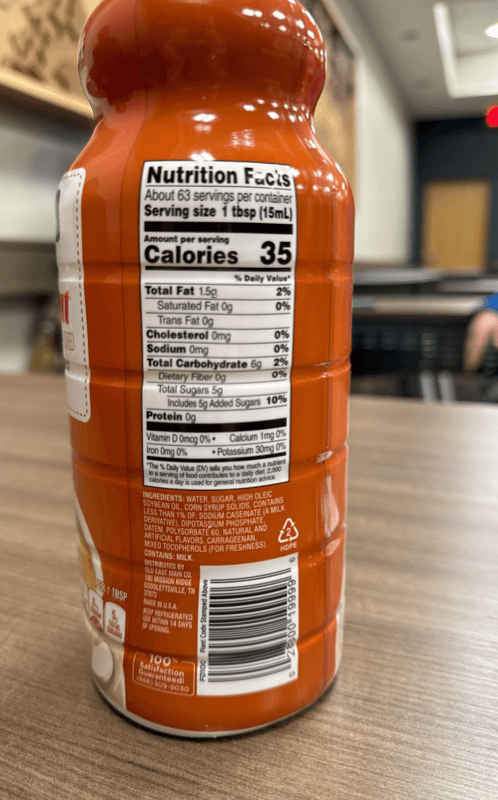 Nutrition Facts
About 63 servings per container
Serving size 1 tbsp (15mL)
Amount per serving
Calories 35
% Daily Value*
Total Fat 1.5g 2%
Saturated Fat 0g 0%
Trans Fat 0g
Cholesterol 0mg 0%
Sodium 0mg 0%
Total Carbohydrate 6g 2%
Dietary Fiber 0g 0%
Total Sugars 5g
Includes 5g Added Sugars 10%
Protein 0g
Vitamin D 0mcg 0% • Calcium 1mg 0%
Iron 0mg 0% • Potassium 30mg 0%
*The % Daily Value (DV) tells you how much a nutrient
in a serving of food contributes to a daily diet. 2,000
calories a day is used for general nutrition advice.
INGREDIENTS: WATER, SUGAR, HIGH OLEIC
SOYBEAN OIL, CORN SYRUP SOLIDS, CONTAINS
LESS THAN 1% OF: SODIUM CASEINATE (A MILK
DERIVATIVE), DIPOTASSIUM PHOSPHATE,
DATEM, POLYSORBATE 60, NATURAL AND
ARTIFICIAL FLAVORS, CARRAGEENAN,
MIXED TOCOPHEROLS (FOR FRESHNESS).
CONTAINS: MILK.
DISTRIBUTED BY
OLD EAST MAIN CO.
100 MISSION RIDGE
GOODLETTSVILLE, TN
37072
MADE IN U.S.A.
KEEP REFRIGERATED.
USE WITHIN 14 DAYS
OF OPENING.
2
HDPE
Plant Code Stamped Above
100%
Satisfaction
Guaranteed!
(888) 309-9030
TBSP